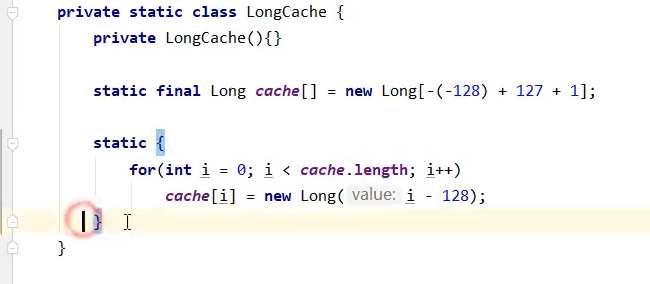 private static class LongCache {
private LongCache(){}
static final Long cache[] = new Long[-(-128) + 127 + 1];
static {
for(int i = 0; i < cache.length; i++)
cache[i] = new Long( value: i - 128);
}
}